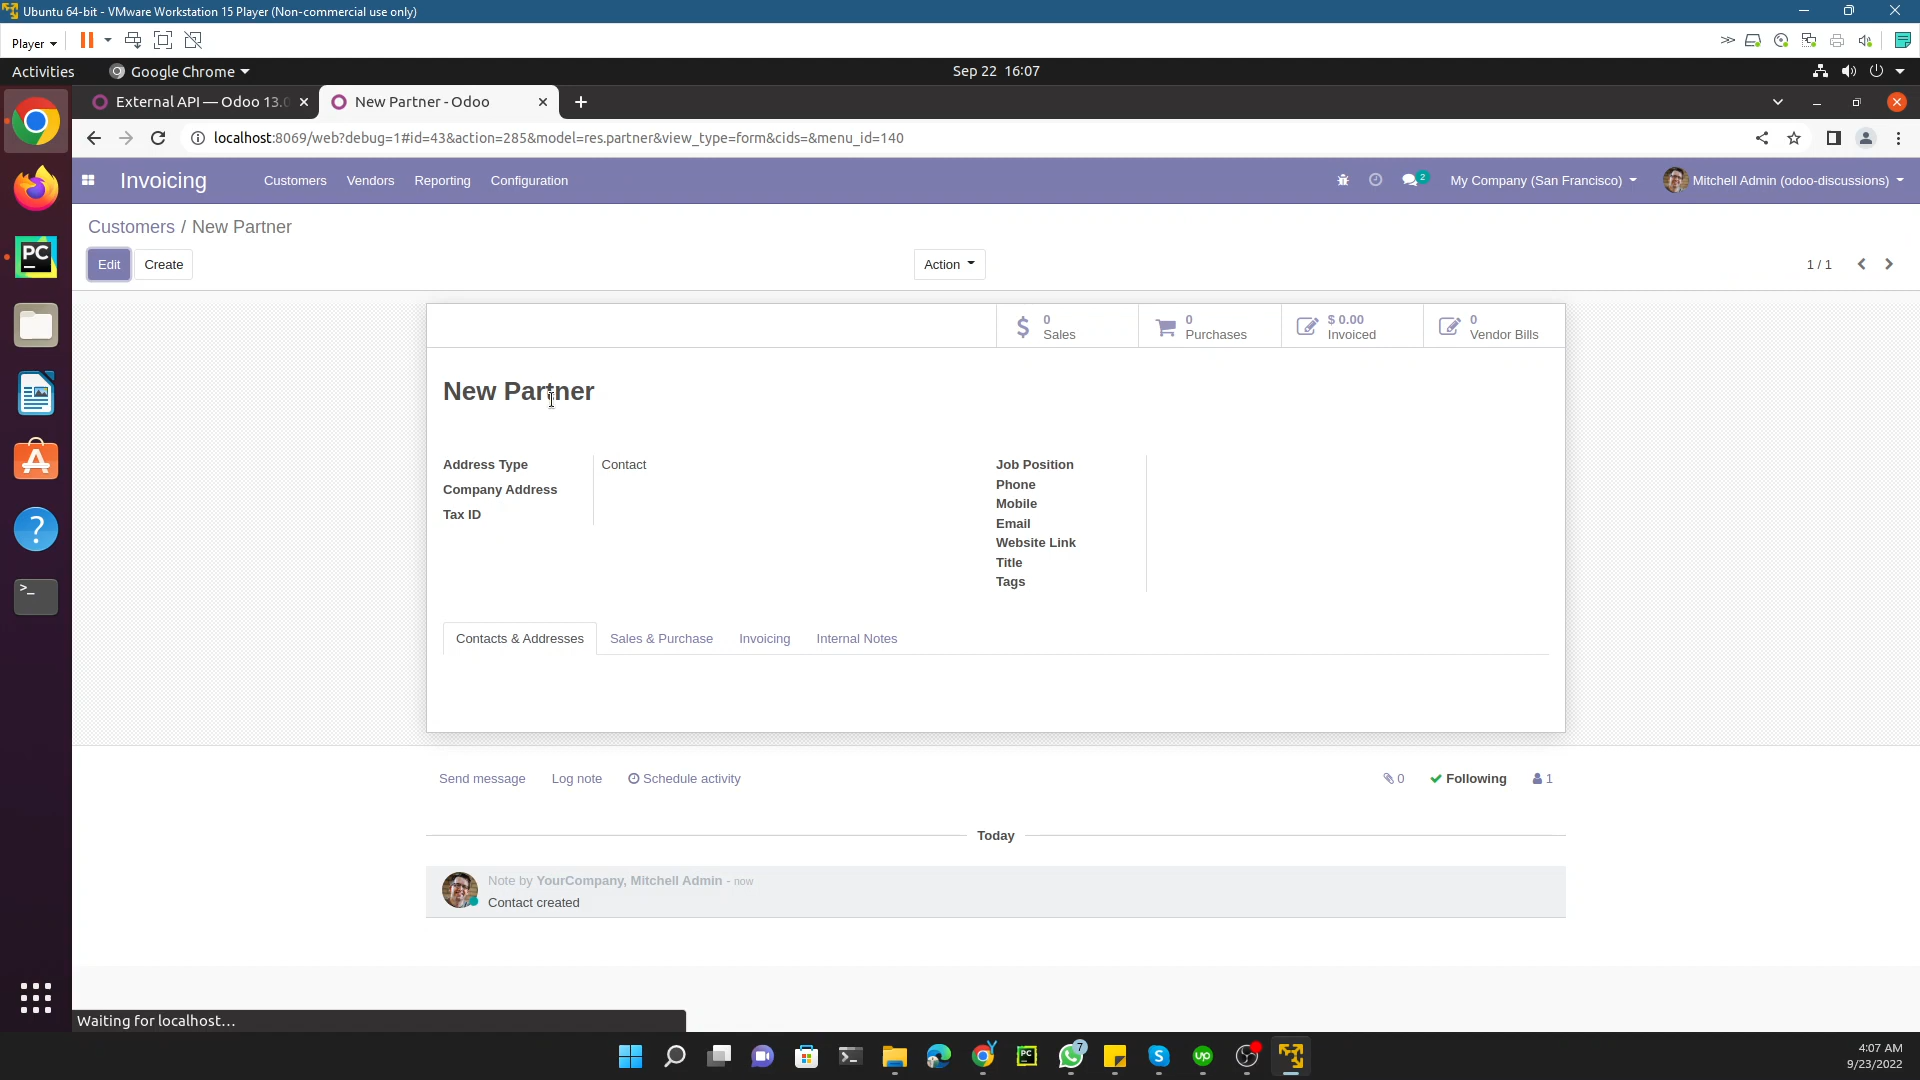 Ubuntu 64-bit - VMware Workstation 15 Player (Non-commercial use only)
Player
Activities
Google Chrome
Sep 22 16:07
External API — Odoo 13.0
New Partner - Odoo
localhost:8069/web?debug=1#id=43&action=285&model=res.partner&view_type=form&cids=&menu_id=140
Invoicing
Customers
Vendors
Reporting
Configuration
2
My Company (San Francisco)
Mitchell Admin (odoo-discussions)
Customers / New Partner
Edit
Create
Action
1 / 1
0
Sales
0
Purchases
$ 0.00
Invoiced
0
Vendor Bills
New Partner
Address Type
Contact
Company Address
Tax ID
Job Position
Phone
Mobile
Email
Website Link
Title
Tags
Contacts & Addresses
Sales & Purchase
Invoicing
Internal Notes
Send message
Log note
Schedule activity
0
Following
1
Today
Note by YourCompany, Mitchell Admin - now
Contact created
Waiting for localhost...
7
4:07 AM
9/23/2022